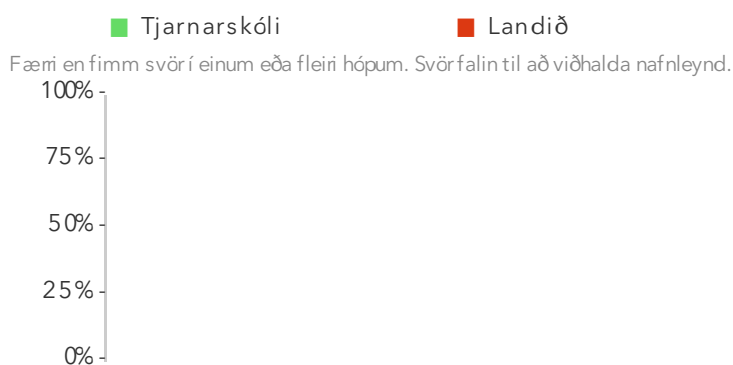 Tjarnarskóli Landið
Færri en fimm svör í einum eða fleiri hópum. Svör falin til að viðhalda nafnleynd.
100%
75%
50%
25%
0%